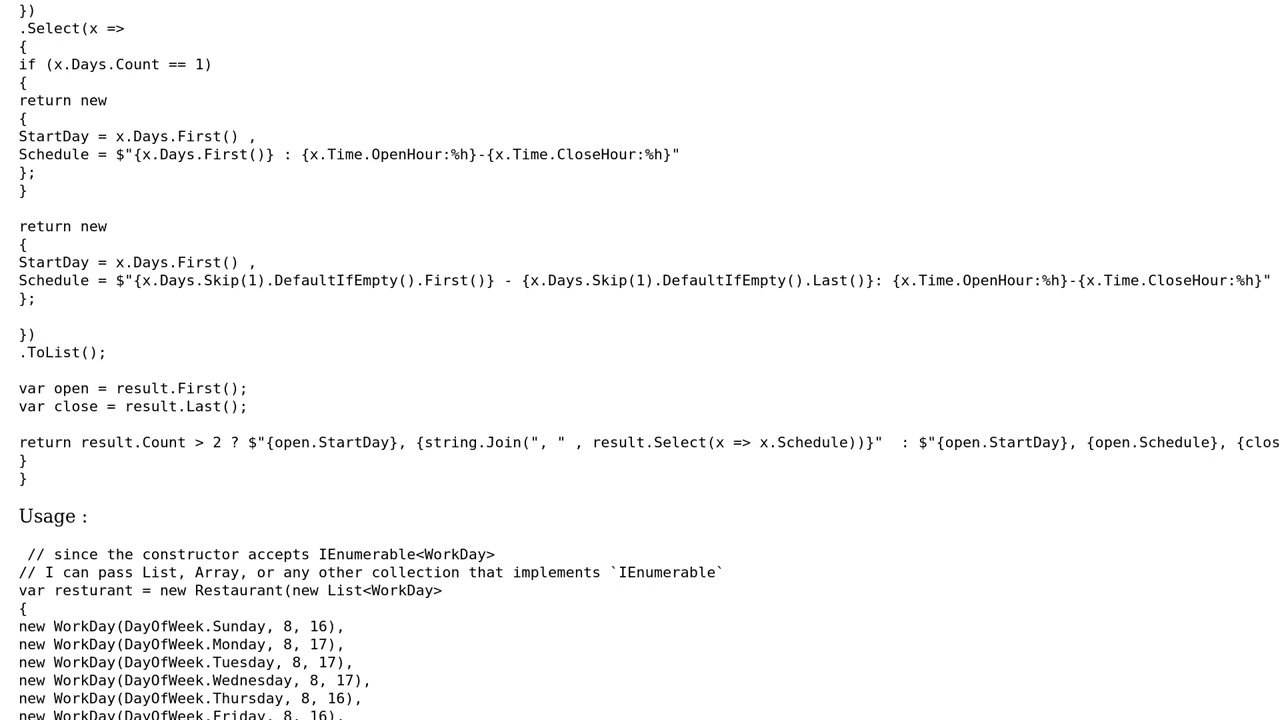 })
.Select(x =>
{
if (x.Days.Count == 1)
{
return new
{
StartDay = x.Days.First() ,
Schedule = $"{x.Days.First()} : {x.Time.OpenHour:%h}-{x.Time.CloseHour:%h}"
};
}
return new
{
StartDay = x.Days.First() ,
Schedule = $"{x.Days.Skip(1).DefaultIfEmpty().First()} - {x.Days.Skip(1).DefaultIfEmpty().Last()}: {x.Time.OpenHour:%h}-{x.Time.CloseHour:%h}"
};
})
.ToList();
var open = result.First();
var close = result.Last();
return result.Count > 2 ? $"{open.StartDay}, {string.Join(", " , result.Select(x => x.Schedule))}"  : $"{open.StartDay}, {open.Schedule}, {clos
}
}
Usage :
// since the constructor accepts IEnumerable<WorkDay>
// I can pass List, Array, or any other collection that implements `IEnumerable`
var resturant = new Restaurant(new List<WorkDay>
{
new WorkDay(DayOfWeek.Sunday, 8, 16),
new WorkDay(DayOfWeek.Monday, 8, 17),
new WorkDay(DayOfWeek.Tuesday, 8, 17),
new WorkDay(DayOfWeek.Wednesday, 8, 17),
new WorkDay(DayOfWeek.Thursday, 8, 16),
new WorkDay(DayOfWeek.Friday, 8, 16),